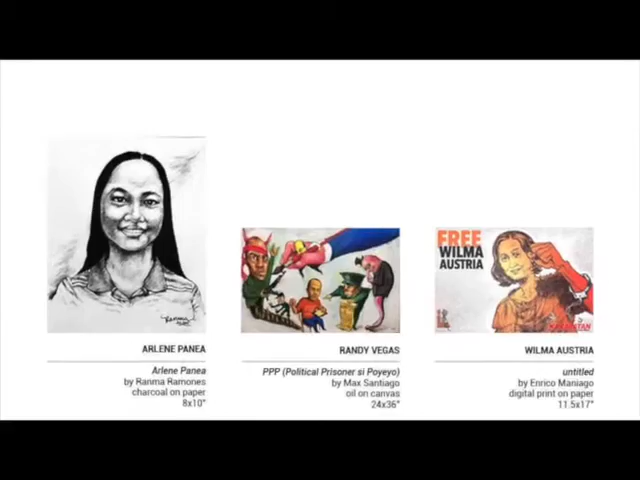 ARLENE PANEA
Arlene Panea
by Ranma Ramones
charcoal on paper
8x10"
RANDY VEGAS
PPP (Political Prisoner si Poyeyo)
by Max Santiago
oil on canvas
24x36"
FREE
WILMA
AUSTRIA
WILMA AUSTRIA
untitled
by Enrico Maniago
digital print on paper
11.5x17"